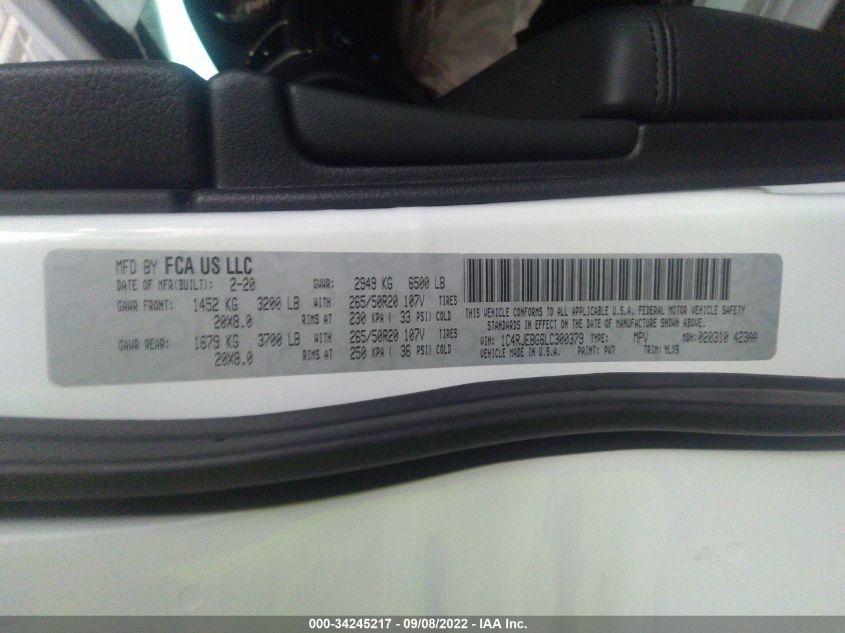 MFD BY FCA US LLC
DATE OF MFR(BUILT): 2-20 GVWR: 2949 KG 6500 LB
GAWR FRONT: 1452 KG 3200 LB WITH 265/50R20 107V TIRES
20X8.0 RIMS AT 230 KPA ( 33 PSI) COLD
GAWR REAR: 1679 KG 3700 LB WITH 265/50R20 107V TIRES
20X8.0 RIMS AT 250 KPA ( 36 PSI) COLD
THIS VEHICLE CONFORMS TO ALL APPLICABLE U.S.A. FEDERAL MOTOR VEHICLE SAFETY
STANDARDS IN EFFECT ON THE DATE OF MANUFACTURE SHOWN ABOVE.
VIN: 1C4RJEBG6LC300379 TYPE: MPV MDH: 020310 423AA
VEHICLE MADE IN U.S.A. PAINT: PW7 TRIM: YLX9
000-34245217 - 09/08/2022 - IAA Inc.